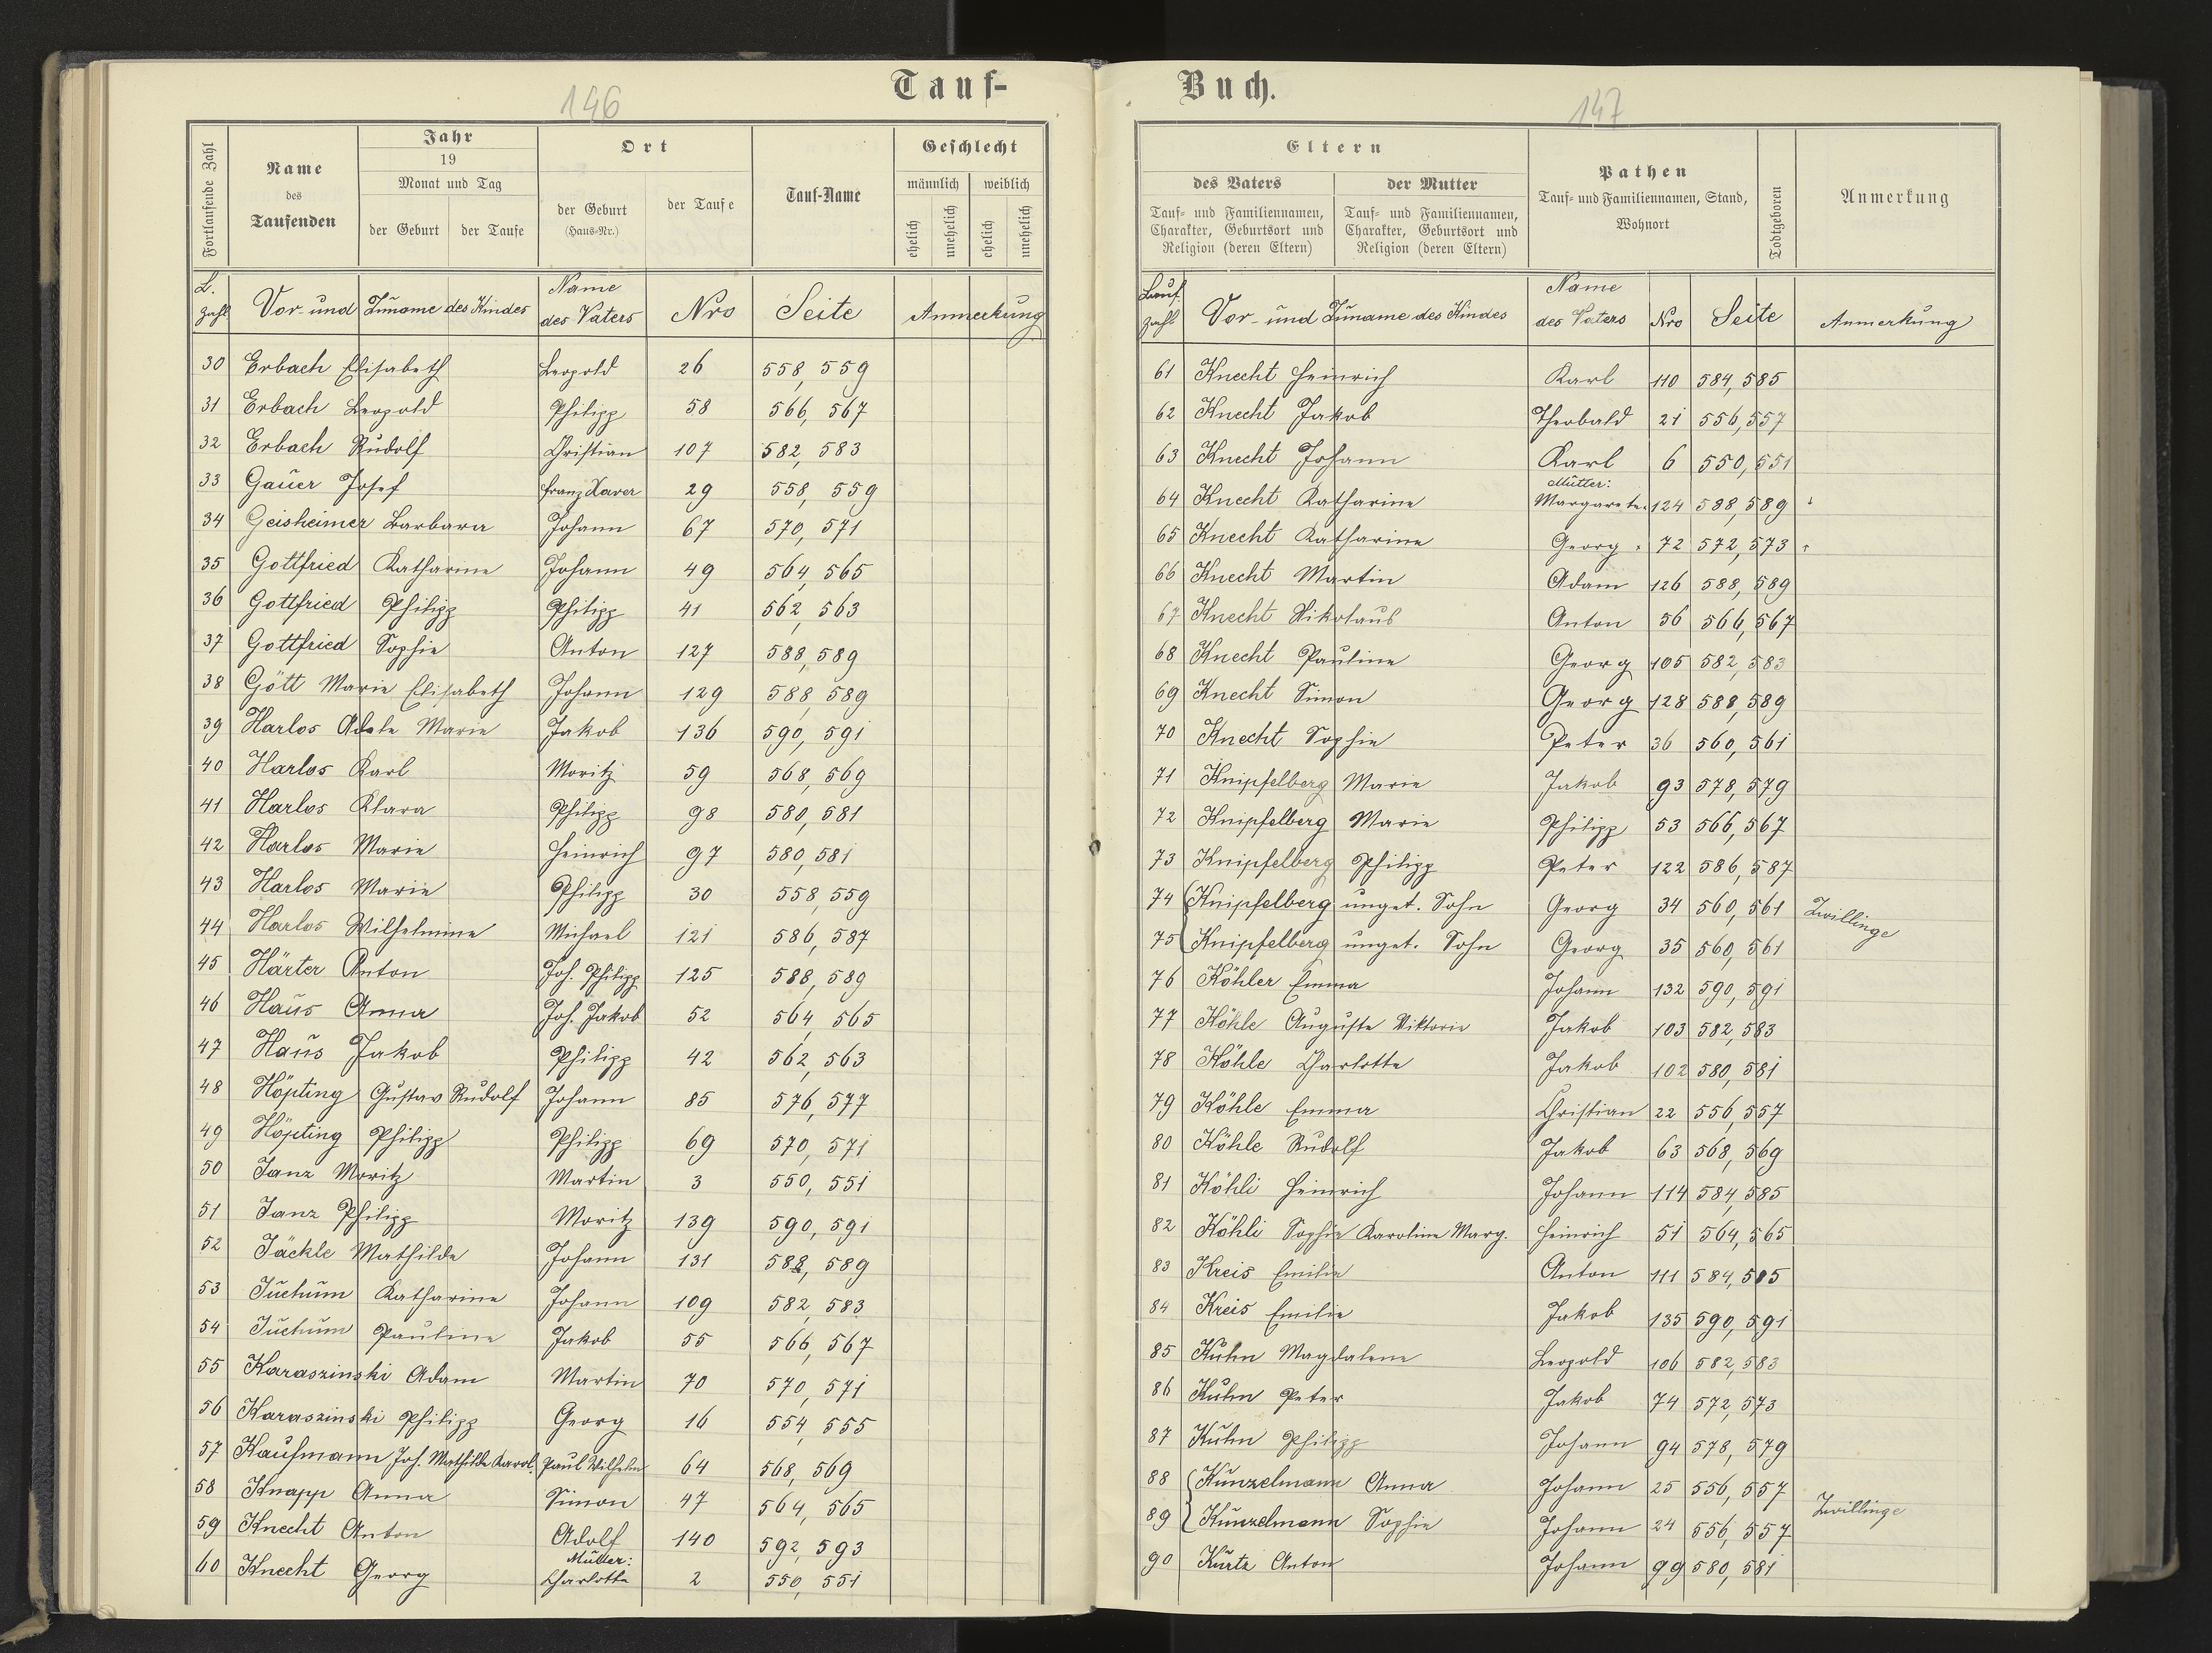 146
Tauf-
Fortlaufende Zahl
Name
des
Taufenden
Jahr
19
Monat und Tag
der Geburt
der Taufe
Ort
der Geburt
(Haus-Nr.)
der Taufe
Tauf-Name
Geschlecht
männlich
weiblich
ehelich
unehelich
ehelich
unehelich
L. Zahl Vor- und Zuname des Kindes Name des Vaters Nro Seite Anmerkung
30 Erbach Elisabeth Leopold 26 558, 559
31 Erbach Leopold Philipp 58 566, 567
32 Erbach Rudolf Christian 107 582, 583
33 Gauer Josef Franz Xaver 29 558, 559
34 Geisheimer Barbara Johann 67 570, 571
35 Gottfried Katharine Johann 49 564, 565
36 Gottfried Philipp Philipp 41 562, 563
37 Gottfried Sophie Anton 127 588, 589
38 Gött Marie Elisabeth Johann 129 588, 589
39 Harlos Adele Marie Jakob 136 590, 591
40 Harlos Karl Moritz 59 568, 569
41 Harlos Klara Philipp 98 580, 581
42 Harlos Marie Heinrich 97 580, 581
43 Harlos Marie Philipp 30 558, 559
44 Harlos Wilhelmine Michael 121 586, 587
45 Härter Anton Joh. Philipp 125 588, 589
46 Haus Anna Joh. Jakob 52 564, 565
47 Haus Jakob Philipp 42 562, 563
48 Höpting Gustav Rudolf Johann 85 576, 577
49 Höpting Philipp Philipp 69 570, 571
50 Janz Moritz Martin 3 550, 551
51 Janz Philipp Moritz 139 590, 591
52 Jäckle Mathilde Johann 131 588, 589
53 Juchum Katharine Johann 109 582, 583
54 Juchum Pauline Jakob 55 566, 567
55 Karaszinski Adam Martin 70 570, 571
56 Karaszinski Philipp Georg 16 554, 555
57 Kaufmann Joh. Mathilde Karol. Paul Wilhelm 64 568, 569
58 Knapp Anna Simon 47 564, 565
59 Knecht Anton Adolf 140 592, 593
60 Knecht Georg Mutter: Charlotte 2 550, 551
147
Buch.
Eltern
des Vaters
Tauf- und Familiennamen,
Charakter, Geburtsort und
Religion (deren Eltern)
der Mutter
Tauf- und Familiennamen,
Charakter, Geburtsort und
Religion (deren Eltern)
Pathen
Tauf- und Familiennamen, Stand,
Wohnort
Todtgeboren
Anmerkung
Lauf. Zahl Vor- und Zuname des Kindes Name des Vaters Nro Seite Anmerkung
61 Knecht Heinrich Karl 110 584, 585
62 Knecht Jakob Theobald 21 556, 557
63 Knecht Johann Karl 6 550, 551
64 Knecht Katharine Mutter: Margarete 124 588, 589
65 Knecht Katharine Georg 72 572, 573
66 Knecht Martin Adam 126 588, 589
67 Knecht Nikolaus Anton 56 566, 567
68 Knecht Pauline Georg 105 582, 583
69 Knecht Simon Georg 128 588, 589
70 Knecht Sophie Peter 36 560, 561
71 Knipfelberg Marie Jakob 93 578, 579
72 Knipfelberg Marie Philipp 53 566, 567
73 Knipfelberg Philipp Peter 122 586, 587
74 Knipfelberg unget. Sohn Georg 34 560, 561 Zwillinge
75 Knipfelberg unget. Sohn Georg 35 560, 561
76 Köhler Emma Johann 132 590, 591
77 Köhle Auguste Viktorie Jakob 103 582, 583
78 Köhle Charlotte Jakob 102 580, 581
79 Köhle Emma Christian 22 556, 557
80 Köhle Rudolf Jakob 63 568, 569
81 Köhli Heinrich Johann 114 584, 585
82 Köhli Sophie Karoline Marg. Heinrich 51 564, 565
83 Kreis Emilie Anton 111 584, 585
84 Kreis Emilie Jakob 135 590, 591
85 Kuhn Magdalene Leopold 106 582, 583
86 Kuhn Peter Jakob 74 572, 573
87 Kuhn Philipp Johann 94 578, 579
88 Kunzelmann Anna Johann 25 556, 557
89 Kunzelmann Sophie Johann 24 556, 557 Zwillinge
90 Kurtz Anton Johann 99 580, 581